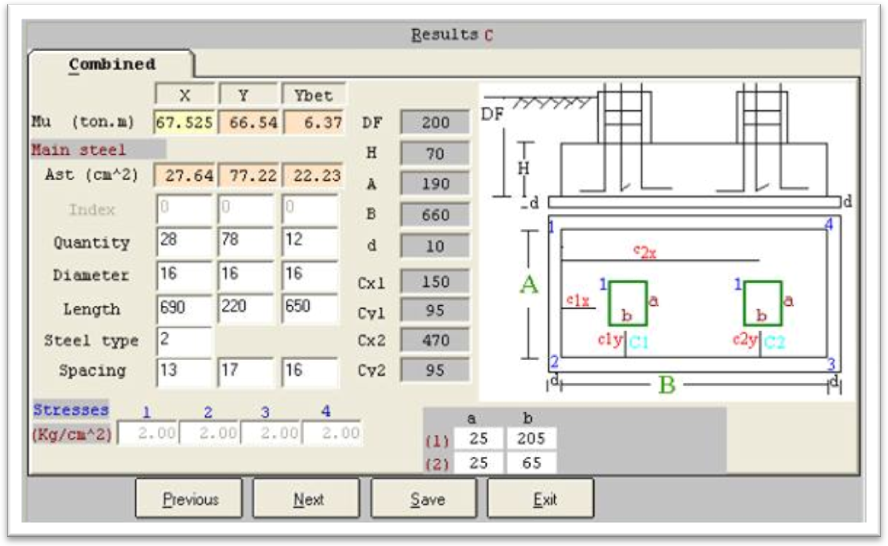 Results C
Combined
X Y Ybet
Mu (ton.m) 67.525 66.54 6.37
Main steel
Ast (cm^2) 27.64 77.22 22.23
Index 0 0 0
Quantity 28 78 12
Diameter 16 16 16
Length 690 220 650
Steel type 2
Spacing 13 17 16
DF 200
H 70
A 190
B 660
d 10
Cx1 150
Cy1 95
Cx2 470
Cy2 95
DF
H
d d
1 4
c2x
A 1 1
c1x a a
b b
c1y C1 c2y C2
2 3
d B d
Stresses 1 2 3 4
(Kg/cm^2) 2.00 2.00 2.00 2.00
a b
(1) 25 205
(2) 25 65
Previous Next Save Exit